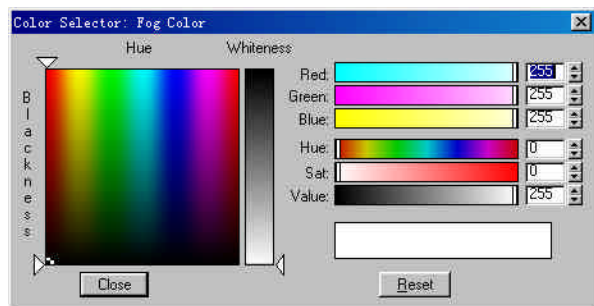 Color Selector: Fog Color
Hue
Whiteness
Blackness
Red: 255
Green: 255
Blue: 255
Hue: 0
Sat: 0
Value: 255
Close
Reset